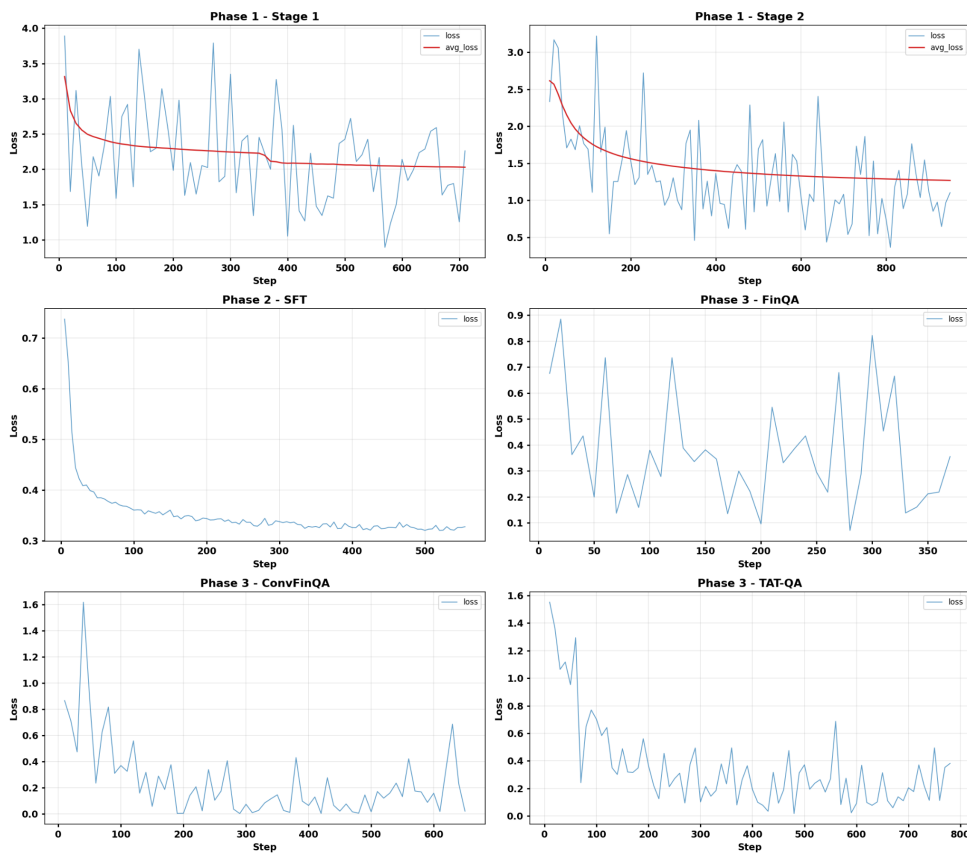 Phase 1 - Stage 1
4.0
3.5
3.0
2.5
2.0
1.5
1.0
Loss
loss
avg_loss
0 100 200 300 400 500 600 700
Step
Phase 1 - Stage 2
3.0
2.5
2.0
1.5
1.0
0.5
Loss
loss
avg_loss
0 200 400 600 800
Step
Phase 2 - SFT
0.7
0.6
0.5
0.4
0.3
Loss
loss
0 100 200 300 400 500
Step
Phase 3 - FinQA
0.9
0.8
0.7
0.6
0.5
0.4
0.3
0.2
0.1
Loss
loss
0 50 100 150 200 250 300 350
Step
Phase 3 - ConvFinQA
1.6
1.4
1.2
1.0
0.8
0.6
0.4
0.2
0.0
Loss
loss
0 100 200 300 400 500 600
Step
Phase 3 - TAT-QA
1.6
1.4
1.2
1.0
0.8
0.6
0.4
0.2
0.0
Loss
loss
0 100 200 300 400 500 600 700 800
Step